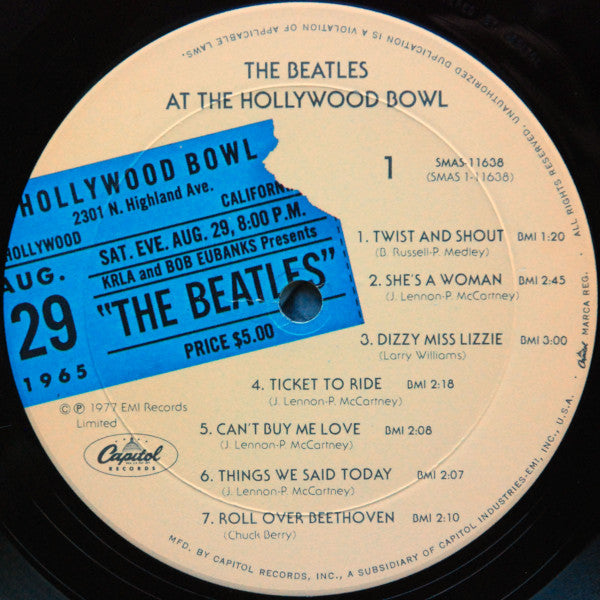 THE BEATLES
AT THE HOLLYWOOD BOWL
HOLLYWOOD BOWL
2301 N. Highland Ave.
HOLLYWOOD
CALIFORN
SAT. EVE. AUG. 29, 8:00 P.M.
KRLA and BOB EUBANKS Presents
"THE BEATLES"
PRICE $5.00
AUG.
29
1965
1
SMAS-11638
(SMAS 1-11638)
1. TWIST AND SHOUT BMI 1:20
(B. Russell-P. Medley)
2. SHE'S A WOMAN BMI 2:45
(J. Lennon-P. McCartney)
3. DIZZY MISS LIZZIE BMI 3:00
(Larry Williams)
4. TICKET TO RIDE BMI 2:18
(J. Lennon-P. McCartney)
5. CAN'T BUY ME LOVE BMI 2:08
(J. Lennon-P. McCartney)
6. THINGS WE SAID TODAY BMI 2:07
(J. Lennon-P. McCartney)
7. ROLL OVER BEETHOVEN BMI 2:10
(Chuck Berry)
© ℗ 1977 EMI Records
Limited
Capitol
RECORDS
MFD. BY CAPITOL RECORDS, INC., A SUBSIDIARY OF CAPITOL INDUSTRIES-EMI, INC., U.S.A. · Capitol MARCA REG. · ALL RIGHTS RESERVED. UNAUTHORIZED DUPLICATION IS A VIOLATION OF APPLICABLE LAWS.